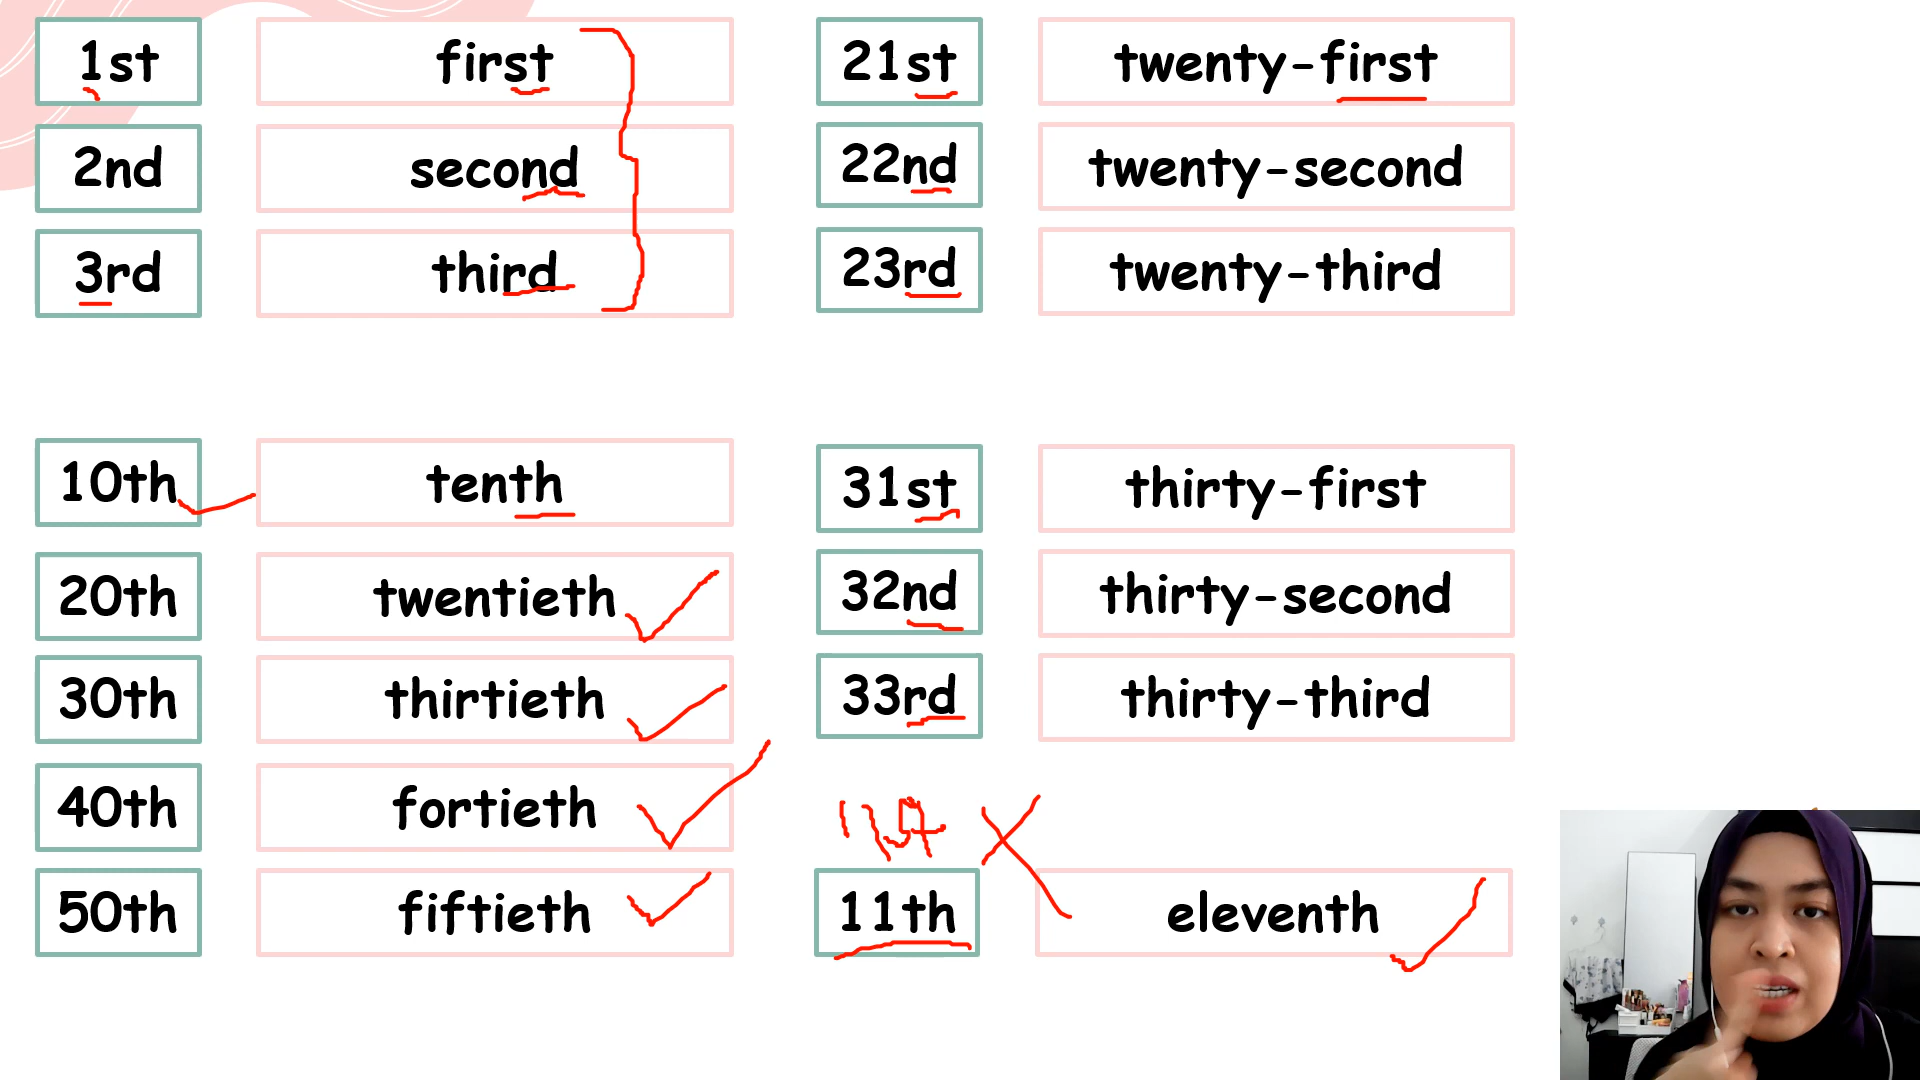 1st first
2nd second
3rd third
10th tenth
20th twentieth
30th thirtieth
40th fortieth
50th fiftieth
21st twenty-first
22nd twenty-second
23rd twenty-third
31st thirty-first
32nd thirty-second
33rd thirty-third
11th eleventh